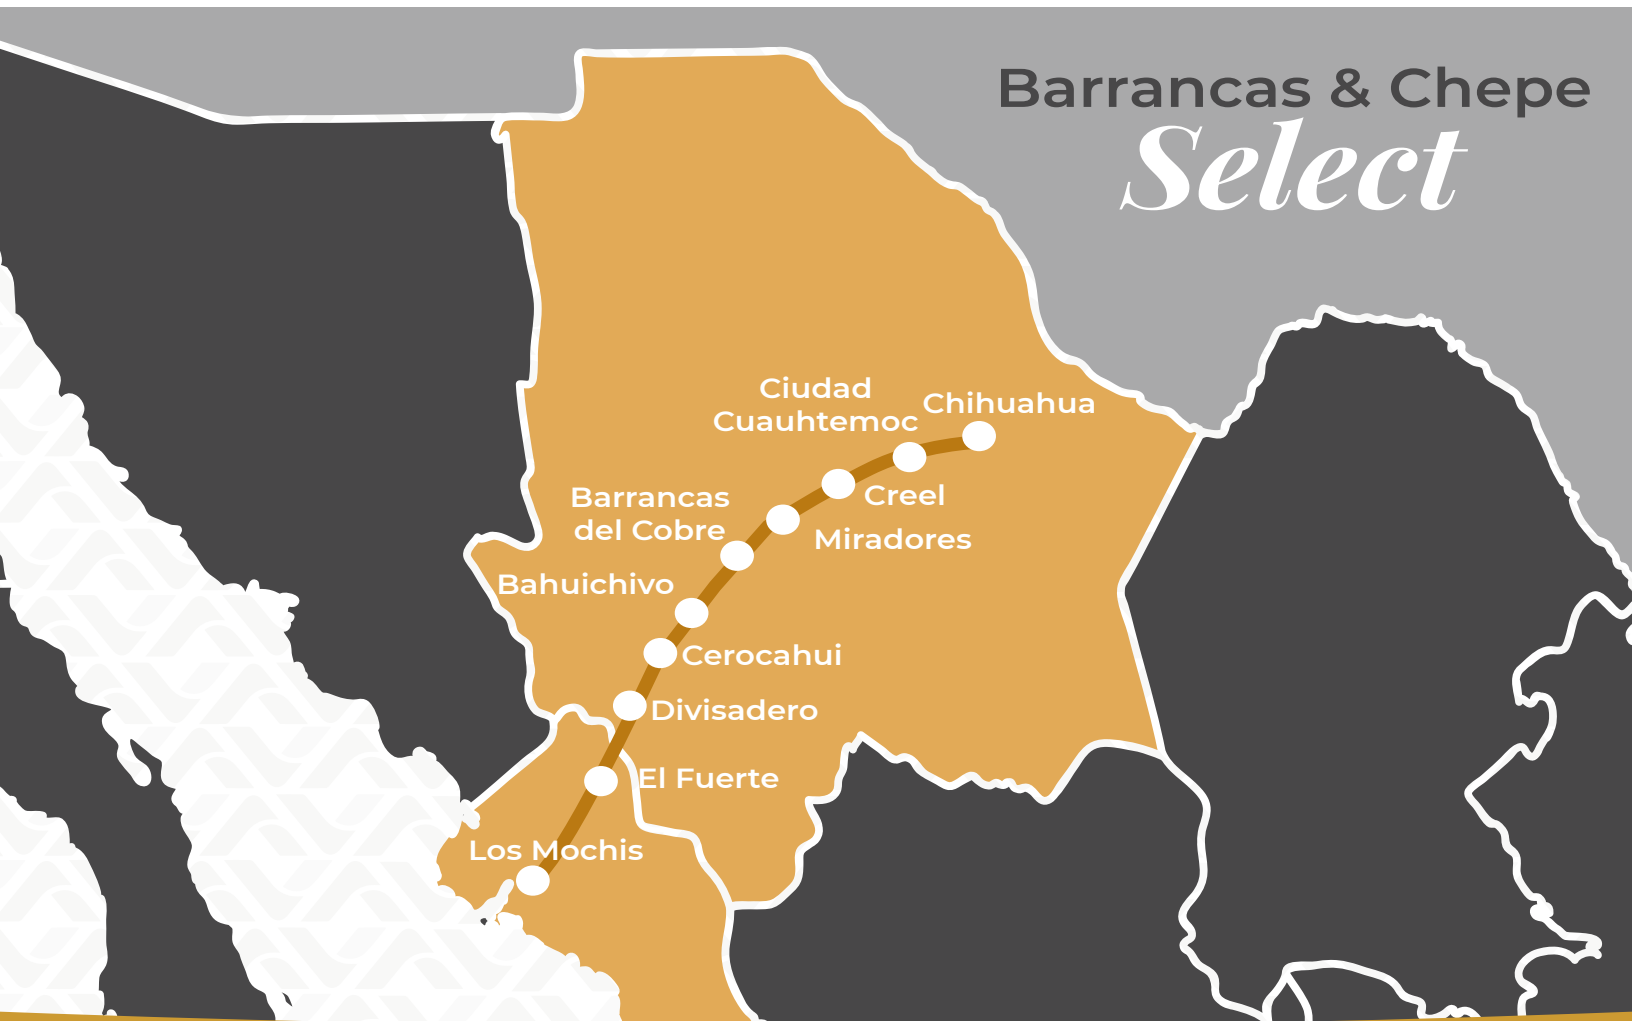 Barrancas & Chepe
Select
Ciudad
Cuauhtemoc
Chihuahua
Creel
Barrancas
del Cobre
Miradores
Bahuichivo
Cerocahui
Divisadero
El Fuerte
Los Mochis